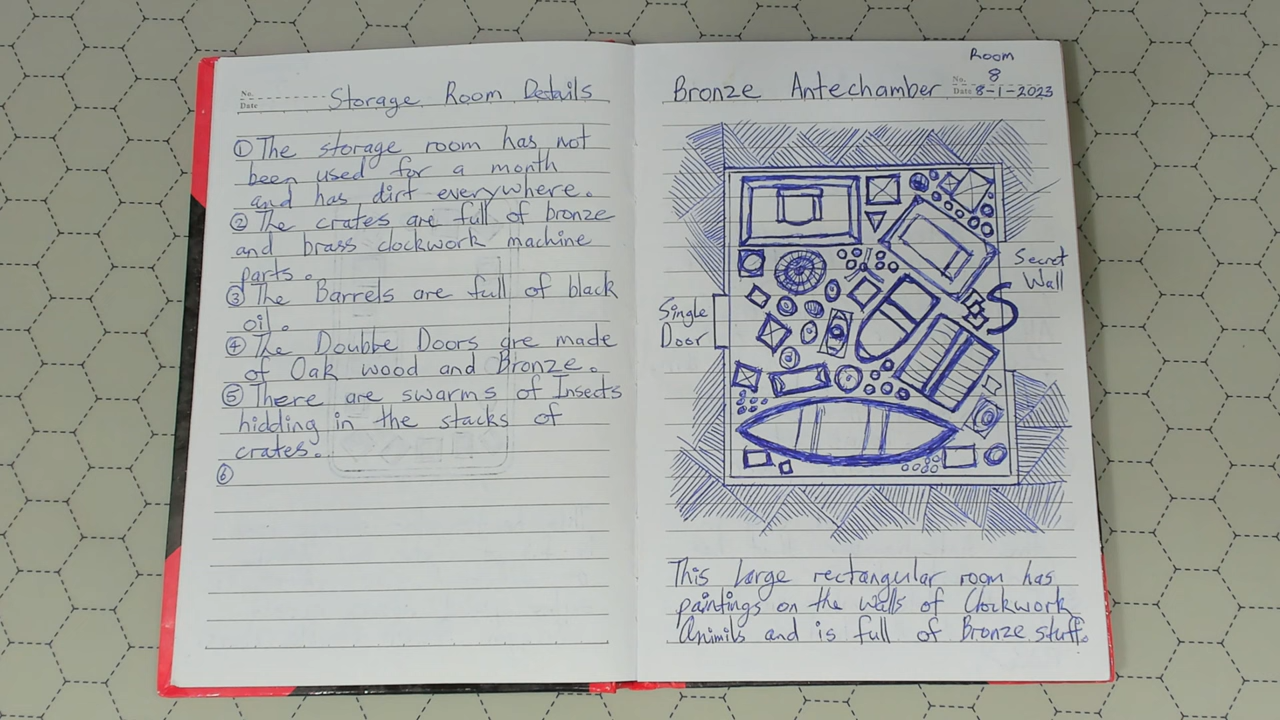 No.
Date
Storage Room Details
① The storage room has not
been used for a month
and has dirt everywhere.
② The crates are full of bronze
and brass clockwork machine
parts.
③ The Barrels are full of black
oil.
④ The Doubbe Doors are made
of Oak wood and Bronze.
⑤ There are swarms of Insects
hidding in the stacks of
crates.
⑥
Room
8
Bronze Antechamber
No.
Date 8-1-2023
Secret
Wall
S
Single
Door
This large rectangular room has
paintings on the walls of Clockwork
Animils and is full of Bronze stuff.